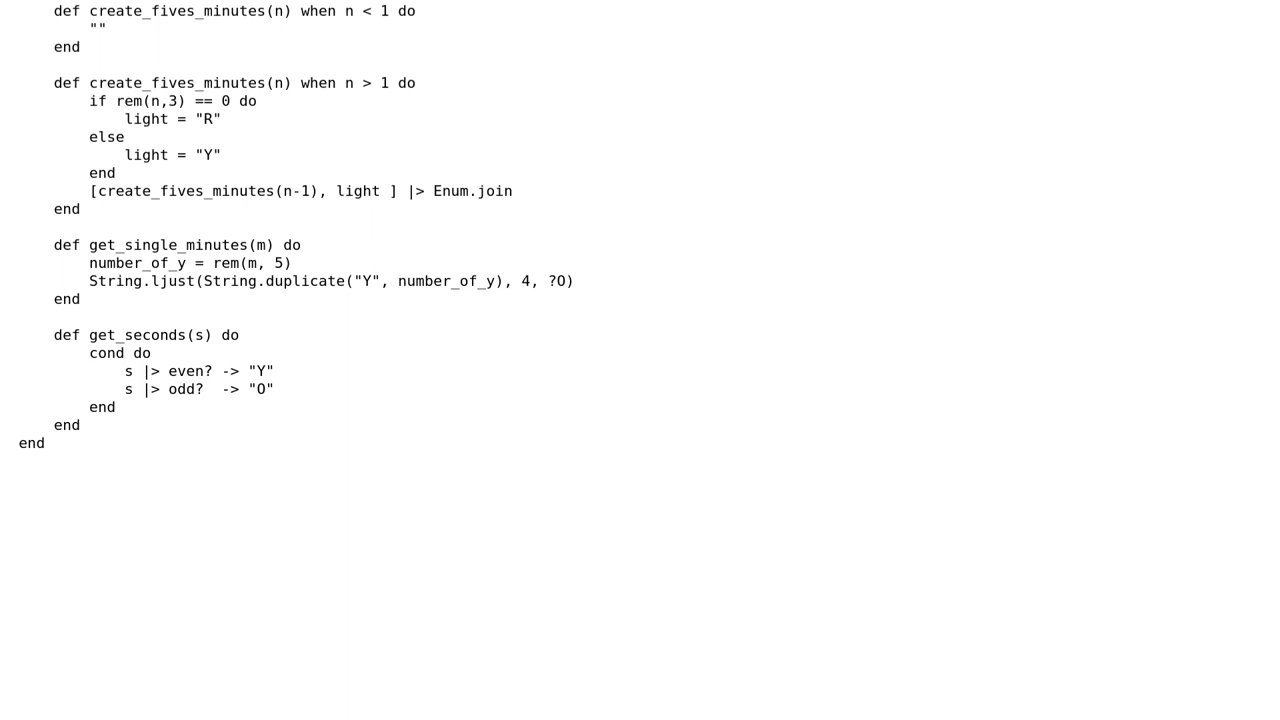 def create_fives_minutes(n) when n < 1 do
""
end
def create_fives_minutes(n) when n > 1 do
if rem(n,3) == 0 do
light = "R"
else
light = "Y"
end
[create_fives_minutes(n-1), light ] |> Enum.join
end
def get_single_minutes(m) do
number_of_y = rem(m, 5)
String.ljust(String.duplicate("Y", number_of_y), 4, ?O)
end
def get_seconds(s) do
cond do
s |> even? -> "Y"
s |> odd?  -> "O"
end
end
end